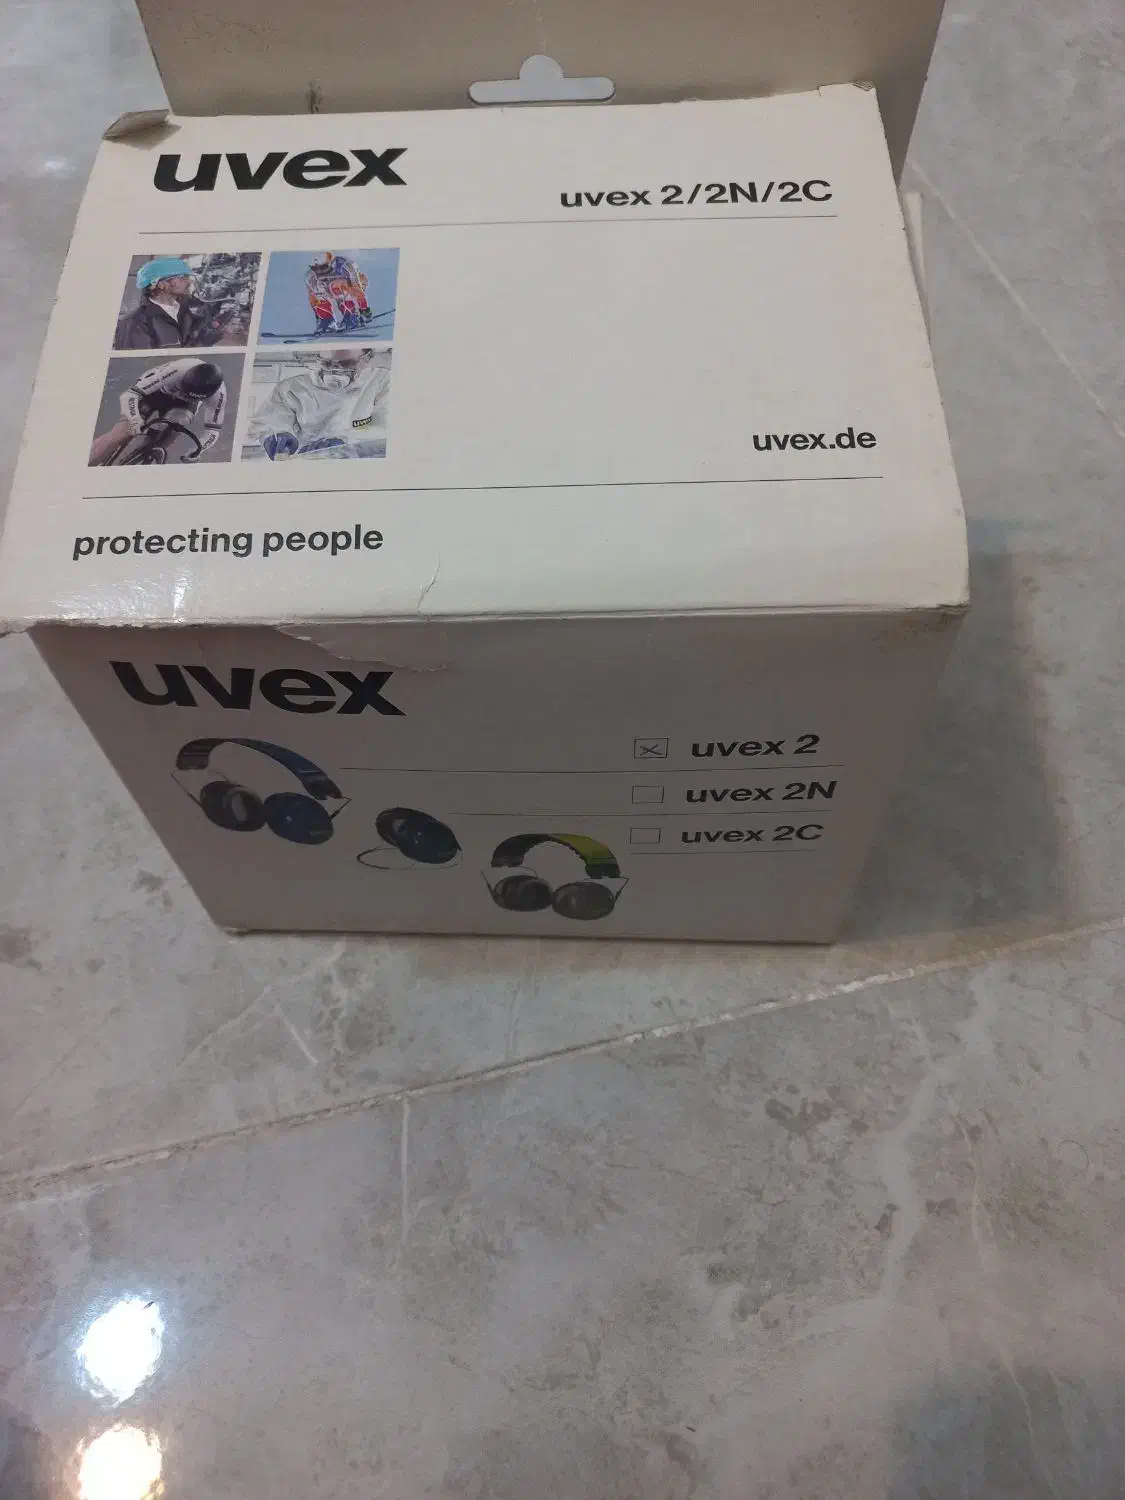 uvex
uvex 2/2N/2C
uvex.de
protecting people
uvex
uvex 2
uvex 2N
uvex 2C